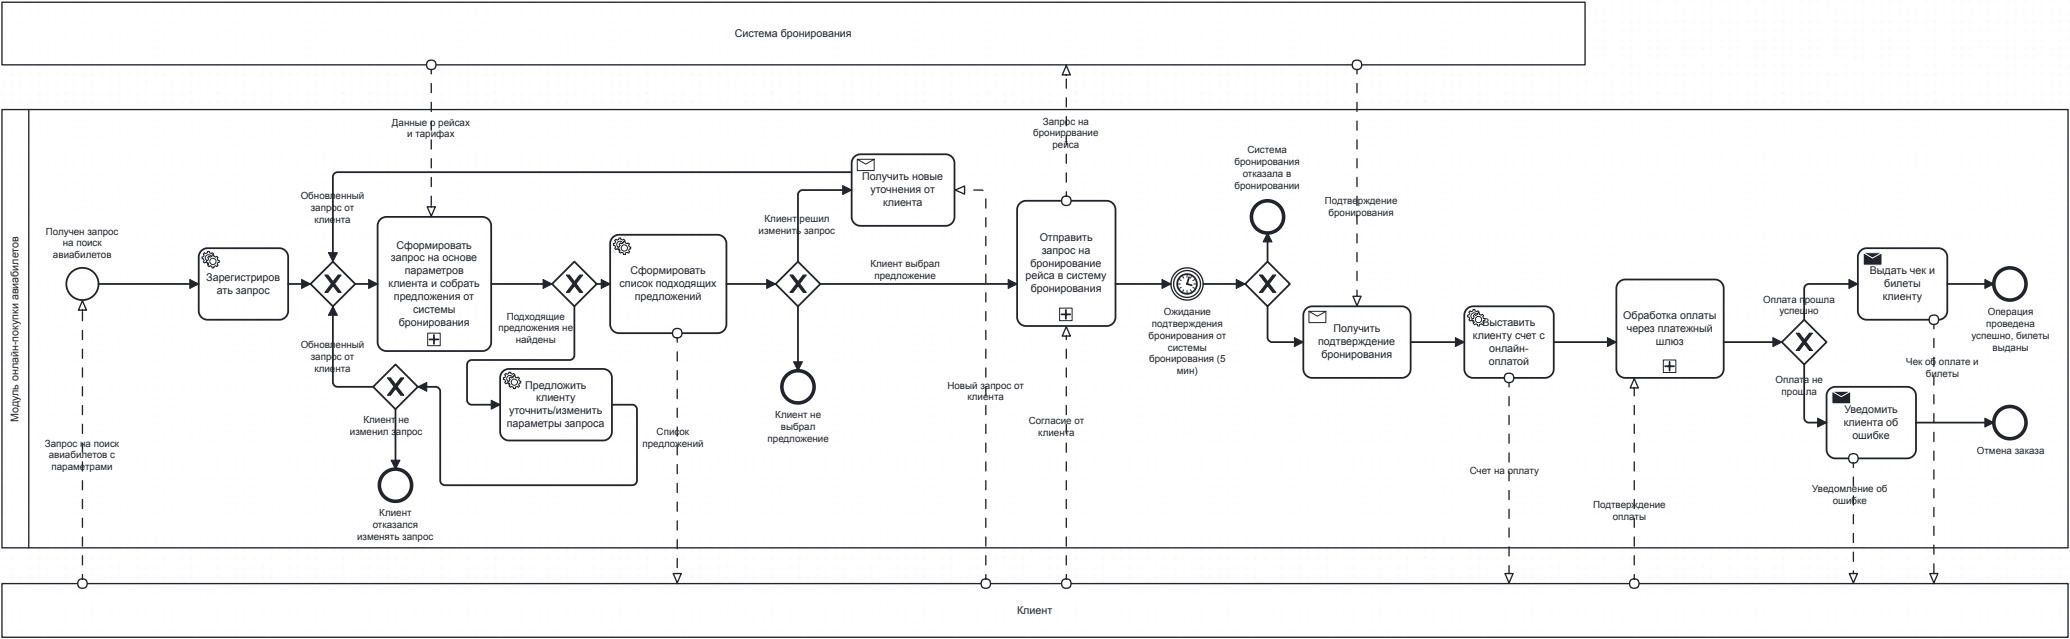 Система бронирования
Модуль онлайн-покупки авиабилетов
Получен запрос
на поиск
авиабилетов
Запрос на поиск
авиабилетов с
параметрами
Зарегистриров
ать запрос
Обновленный
запрос от
клиента
Обновленный
запрос от
клиента
Данные о рейсах
и тарифах
Сформировать
запрос на основе
параметров
клиента и собрать
предложения от
системы
бронирования
Клиент не
изменил запрос
Клиент
отказался
изменять запрос
Подходящие
предложения не
найдены
Предложить
клиенту
уточнить/изменить
параметры запроса
Сформировать
список подходящих
предложений
Список
предложений
Клиент решил
изменить запрос
Получить новые
уточнения от
клиента
Клиент выбрал
предложение
Клиент не
выбрал
предложение
Новый запрос от
клиента
Запрос на
бронирование
рейса
Отправить
запрос на
бронирование
рейса в систему
бронирования
Согласие от
клиента
Ожидание
подтверждения
бронирования от
системы
бронирования (5
мин)
Система
бронирования
отказала в
бронировании
Подтверждение
бронирования
Получить
подтверждение
бронирования
Выставить
клиенту счет с
онлайн-
оплатой
Счет на оплату
Обработка оплаты
через платежный
шлюз
Подтверждение
оплаты
Оплата прошла
успешно
Оплата не
прошла
Выдать чек и
билеты
клиенту
Чек об оплате и
билеты
Операция
проведена
успешно, билеты
выданы
Уведомить
клиента об
ошибке
Уведомление об
ошибке
Отмена заказа
Клиент